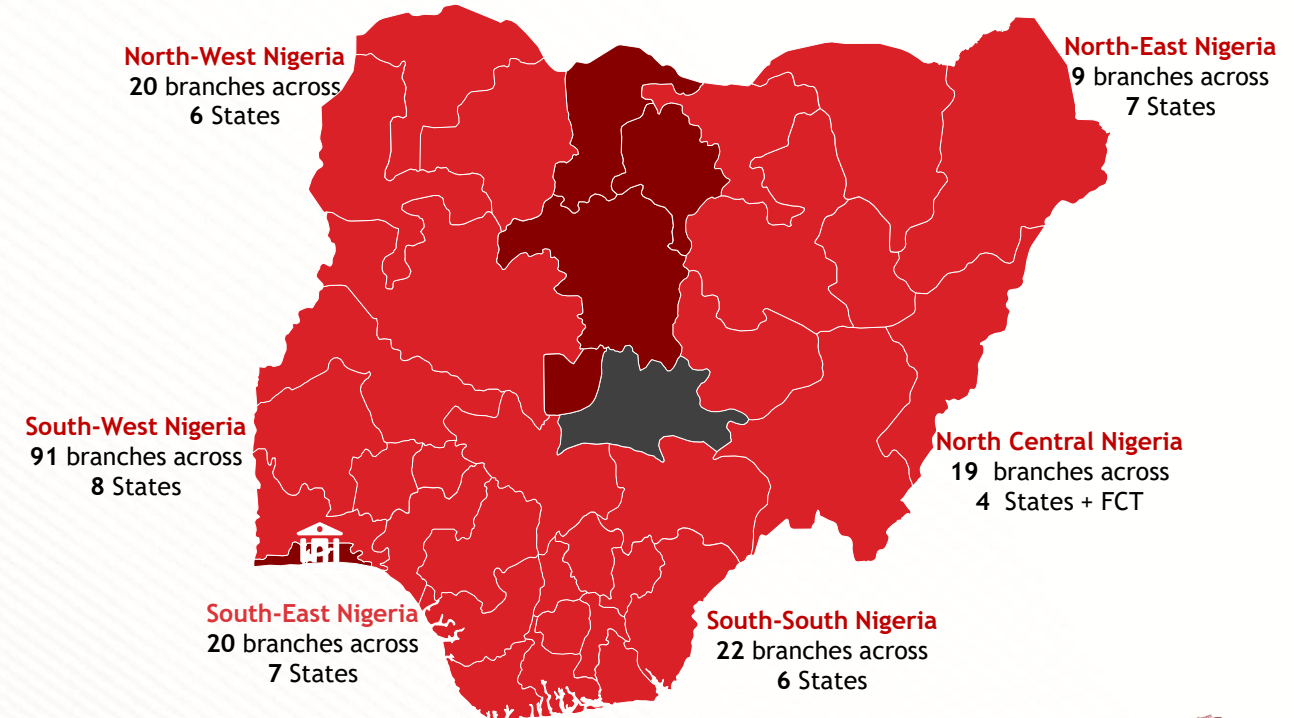 North-West Nigeria
20 branches across
6 States
North-East Nigeria
9 branches across
7 States
South-West Nigeria
91 branches across
8 States
North Central Nigeria
19 branches across
4 States + FCT
South-East Nigeria
20 branches across
7 States
South-South Nigeria
22 branches across
6 States